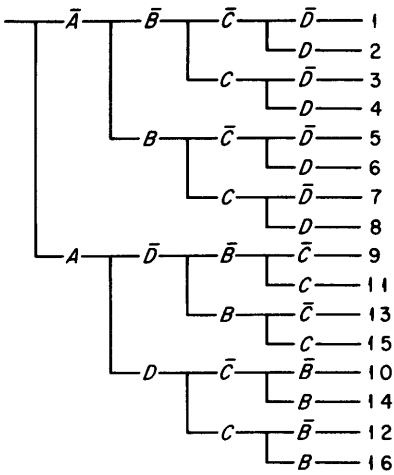 Ā B̄ C̄ D̄ 1
D 2
C D̄ 3
D 4
B C̄ D̄ 5
D 6
C D̄ 7
D 8
A D̄ B̄ C̄ 9
C 11
B C̄ 13
C 15
D C̄ B̄ 10
B 14
C B̄ 12
B 16